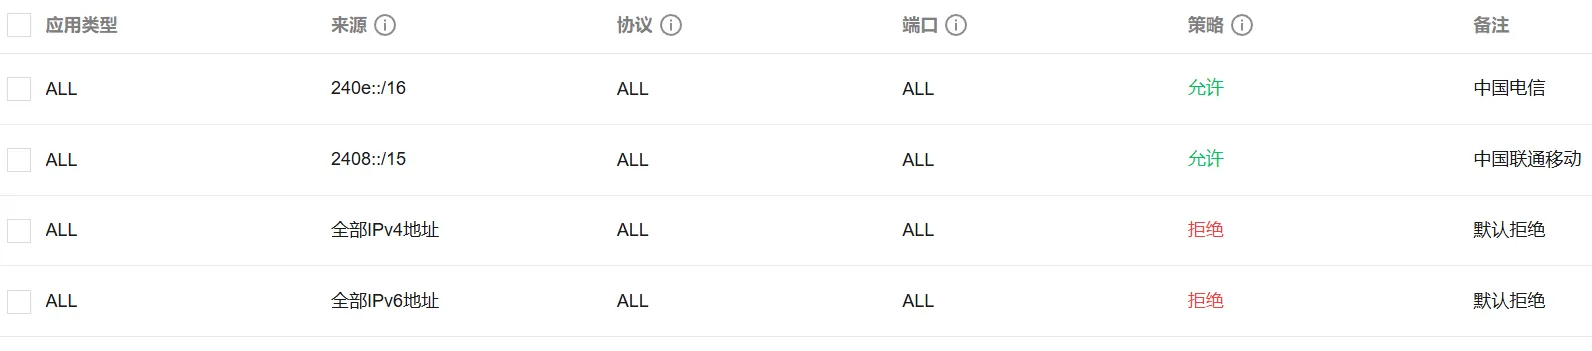 应用类型 来源 协议 端口 策略 备注
ALL 240e::/16 ALL ALL 允许 中国电信
ALL 2408::/15 ALL ALL 允许 中国联通移动
ALL 全部IPv4地址 ALL ALL 拒绝 默认拒绝
ALL 全部IPv6地址 ALL ALL 拒绝 默认拒绝